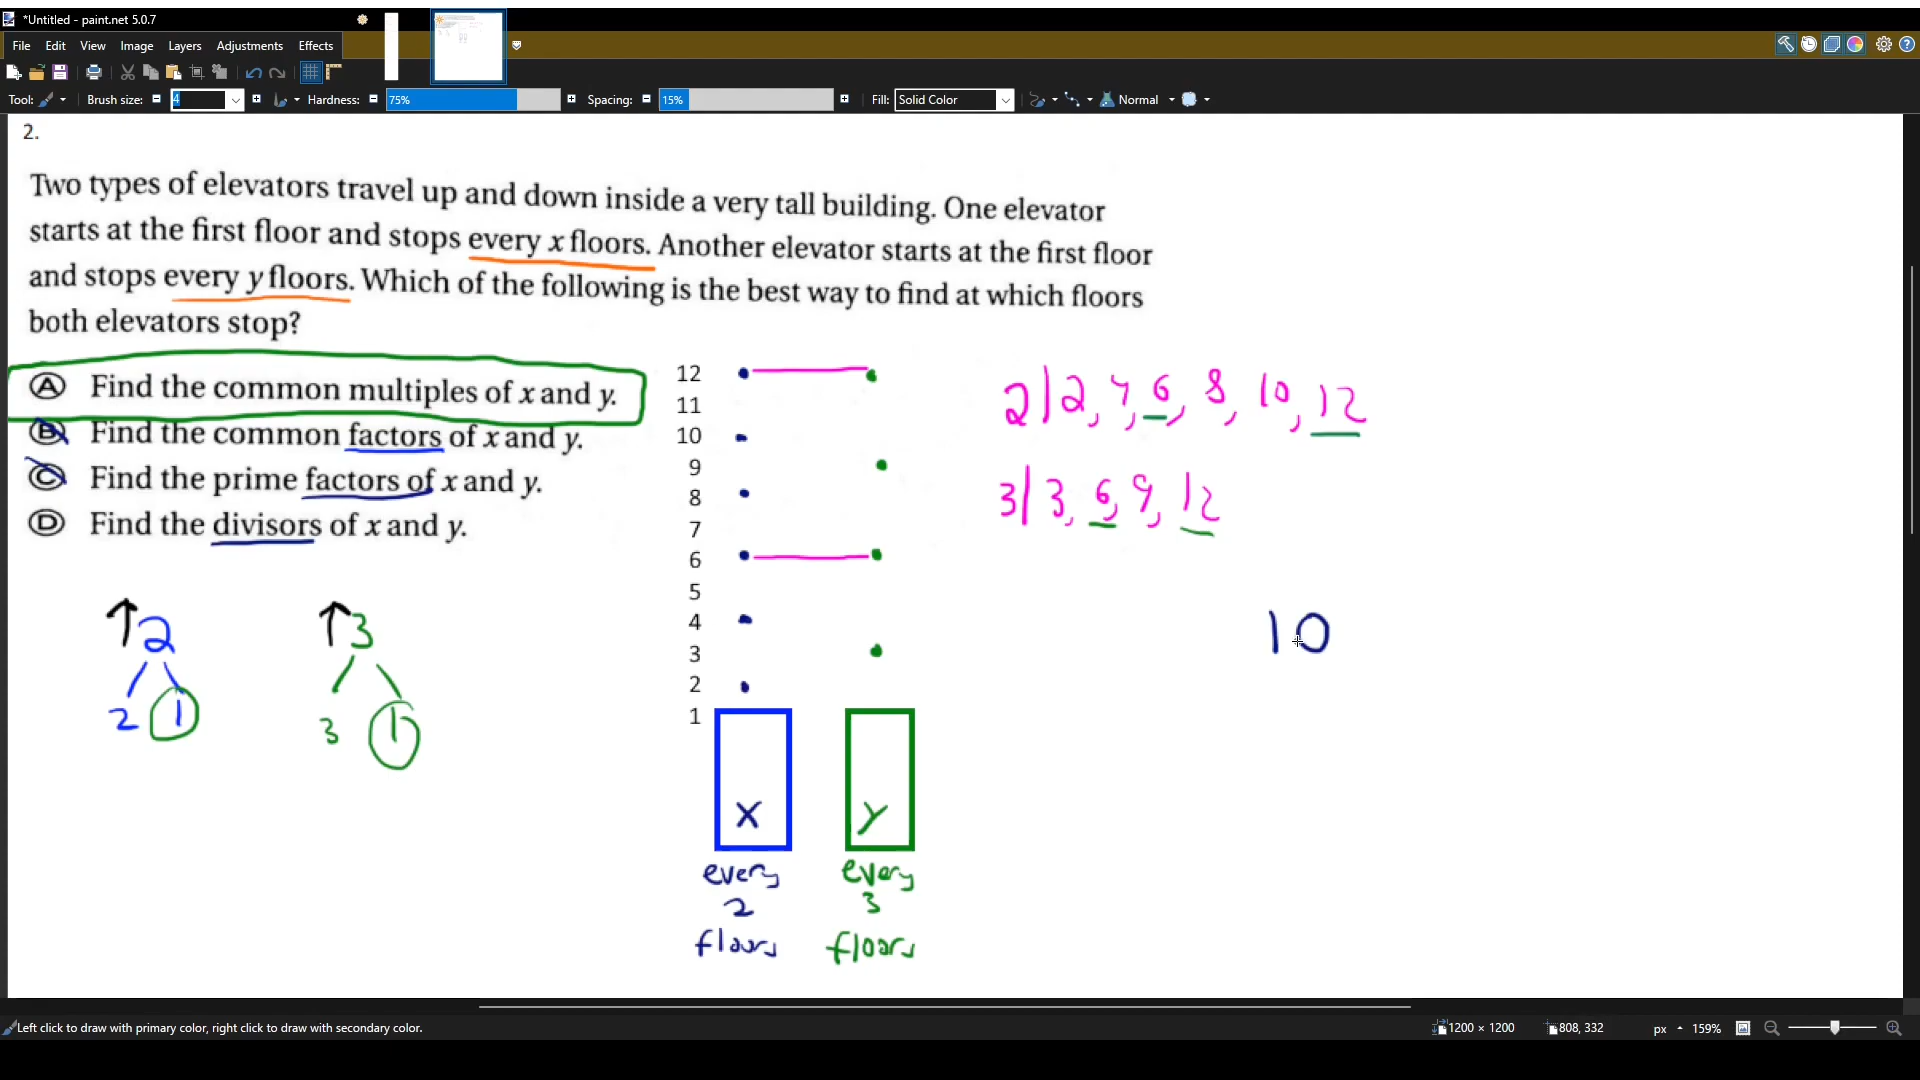 *Untitled - paint.net 5.0.7
File Edit View Image Layers Adjustments Effects
Tool: Brush size: 4 Hardness: 75% Spacing: 15% Fill: Solid Color Normal
2.
Two types of elevators travel up and down inside a very tall building. One elevator
starts at the first floor and stops every x floors. Another elevator starts at the first floor
and stops every y floors. Which of the following is the best way to find at which floors
both elevators stop?
A Find the common multiples of x and y.
B Find the common factors of x and y.
C Find the prime factors of x and y.
D Find the divisors of x and y.
12
11
10
9
8
7
6
5
4
3
2
1
2| 2, 4, 6, 8, 10, 12
3| 3, 6, 9, 12
↑2
2 1
↑3
3 1
10
X y
every
2
floors
every
3
floors
Left click to draw with primary color, right click to draw with secondary color.
1200 × 1200 808, 332 px 159%